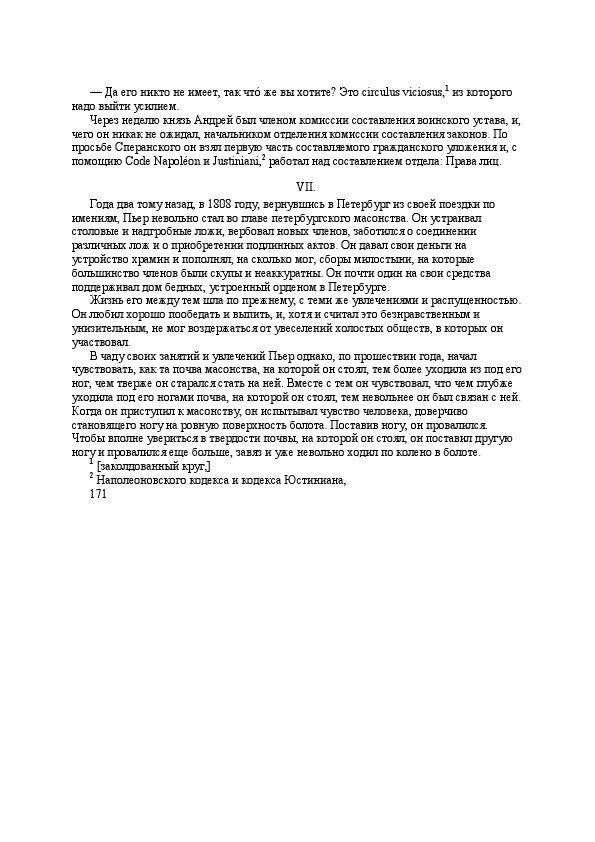 — Да его никто не имеет, так что́ же вы хотите? Это circulus viciosus,1 из которого
надо выйти усилием.
Через неделю князь Андрей был членом комиссии составления воинского устава, и,
чего он никак не ожидал, начальником отделения комиссии составления законов. По
просьбе Сперанского он взял первую часть составляемого гражданского уложения и, с
помощию Code Napoléon и Justiniani,2 работал над составлением отдела: Права лиц.
VII.
Года два тому назад, в 1808 году, вернувшись в Петербург из своей поездки по
имениям, Пьер невольно стал во главе петербургского масонства. Он устраивал
столовые и надгробные ложи, вербовал новых членов, заботился о соединении
различных лож и о приобретении подлинных актов. Он давал свои деньги на
устройство храмин и пополнял, на сколько мог, сборы милостыни, на которые
большинство членов были скупы и неаккуратны. Он почти один на свои средства
поддерживал дом бедных, устроенный орденом в Петербурге.
Жизнь его между тем шла по прежнему, с теми же увлечениями и распущенностью.
Он любил хорошо пообедать и выпить, и, хотя и считал это безнравственным и
унизительным, не мог воздержаться от увеселений холостых обществ, в которых он
участвовал.
В чаду своих занятий и увлечений Пьер однако, по прошествии года, начал
чувствовать, как та почва масонства, на которой он стоял, тем более уходила из под его
ног, чем тверже он старался стать на ней. Вместе с тем он чувствовал, что чем глубже
уходила под его ногами почва, на которой он стоял, тем невольнее он был связан с ней.
Когда он приступил к масонству, он испытывал чувство человека, доверчиво
становящего ногу на ровную поверхность болота. Поставив ногу, он провалился.
Чтобы вполне увериться в твердости почвы, на которой он стоял, он поставил другую
ногу и провалился еще больше, завяз и уже невольно ходил по колено в болоте.
1 [заколдованный круг,]
2 Наполеоновского кодекса и кодекса Юстиниана,
171